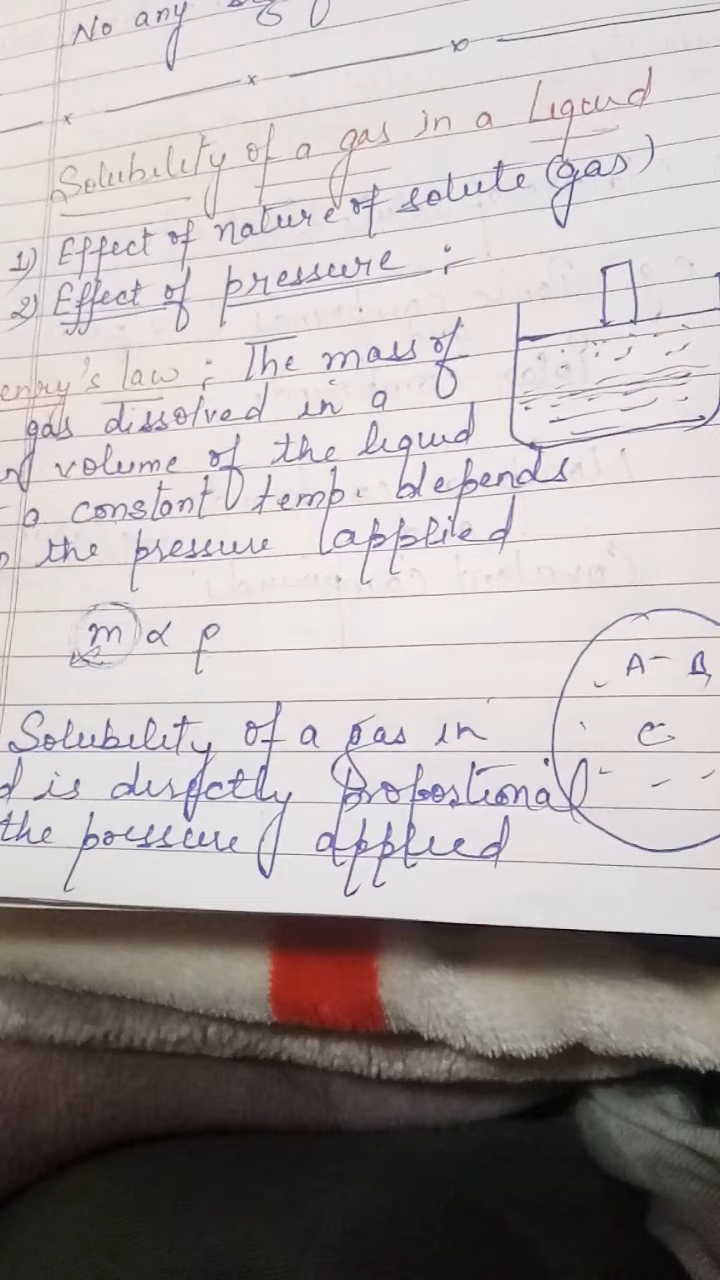 No any
Solubility of a gas in a Liquid
1) Effect of nature of solute (gas)
2) Effect of pressure :-
enry's law : The mass of
gas dissolved in a
volume of the liquid
a constant temp. depends
the pressure applied
m ∝ p
A - B,
Solubility of a gas in
C
d is directly proportional
the pressure applied